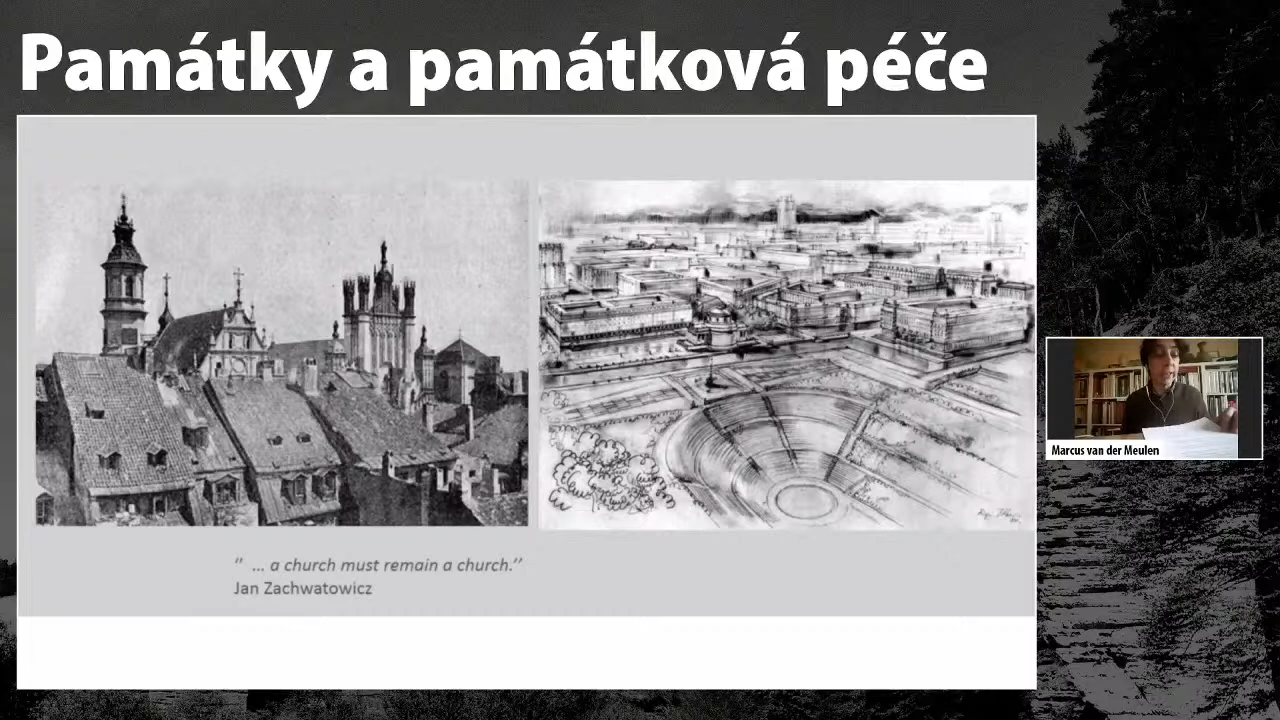 Památky a památková péče
" ... a church must remain a church.''
Jan Zachwatowicz
Marcus van der Meulen